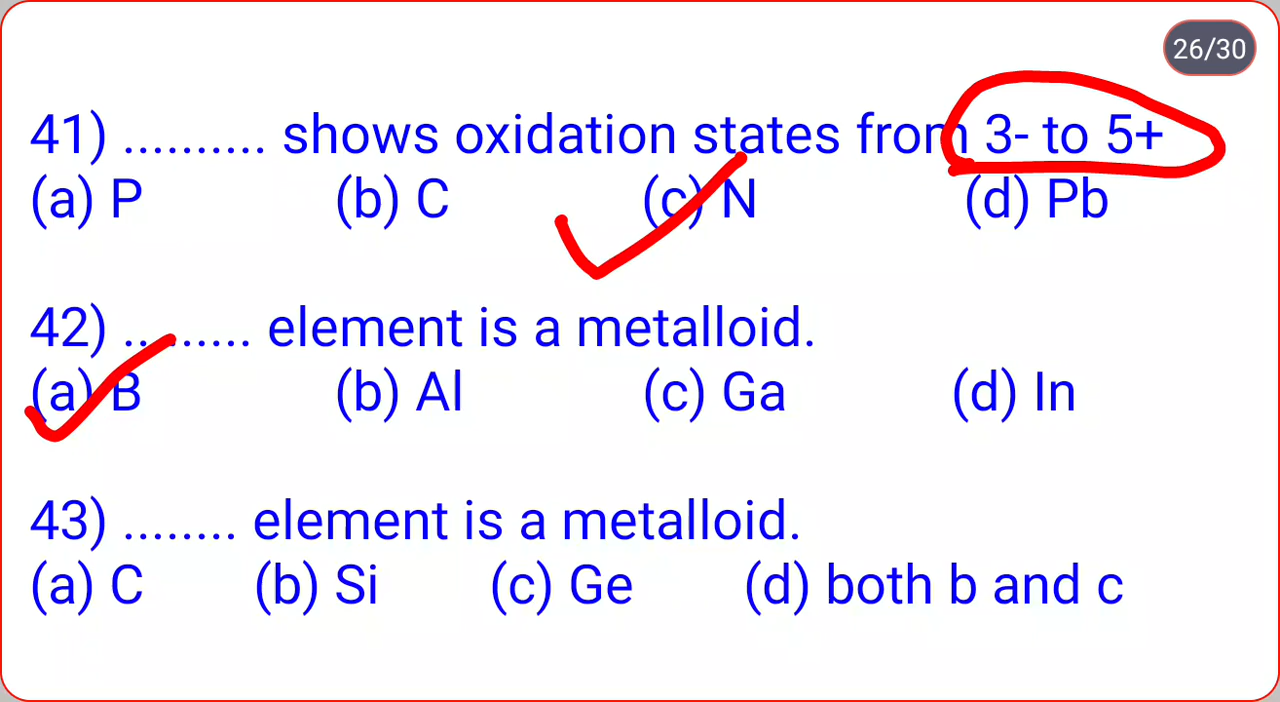 26/30
41) .......... shows oxidation states from 3- to 5+
(a) P (b) C (c) N (d) Pb
42) ......... element is a metalloid.
(a) B (b) Al (c) Ga (d) In
43) ........ element is a metalloid.
(a) C (b) Si (c) Ge (d) both b and c